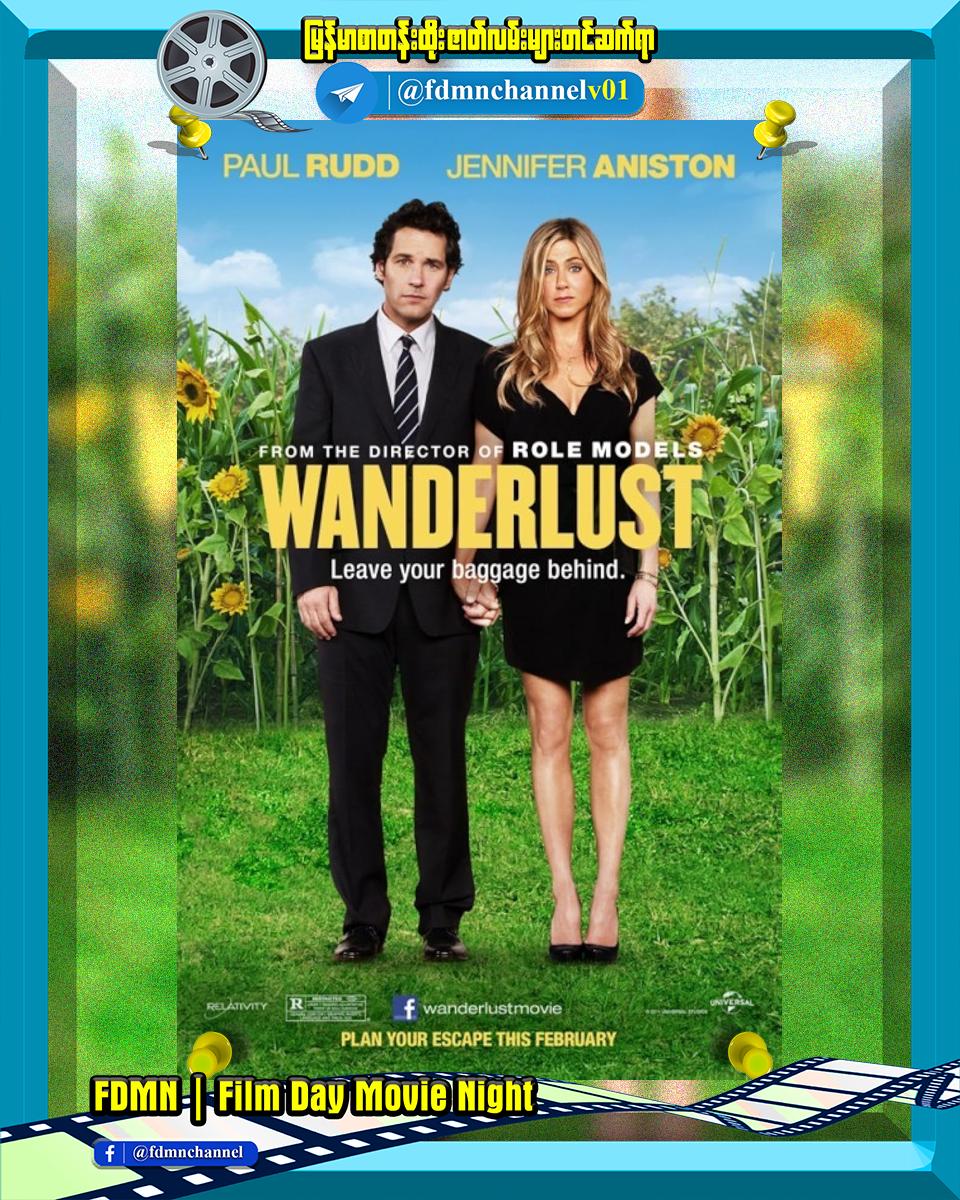 မြန်မာစာတန်းထိုးဇာတ်လမ်းများတင်ဆက်ရာ
@fdmnchannelv01
PAUL RUDD JENNIFER ANISTON
FROM THE DIRECTOR OF ROLE MODELS
WANDERLUST
Leave your baggage behind.
RELATIVITY R RESTRICTED f wanderlustmovie UNIVERSAL
PLAN YOUR ESCAPE THIS FEBRUARY
FDMN | Film Day Movie Night
f @fdmnchannel